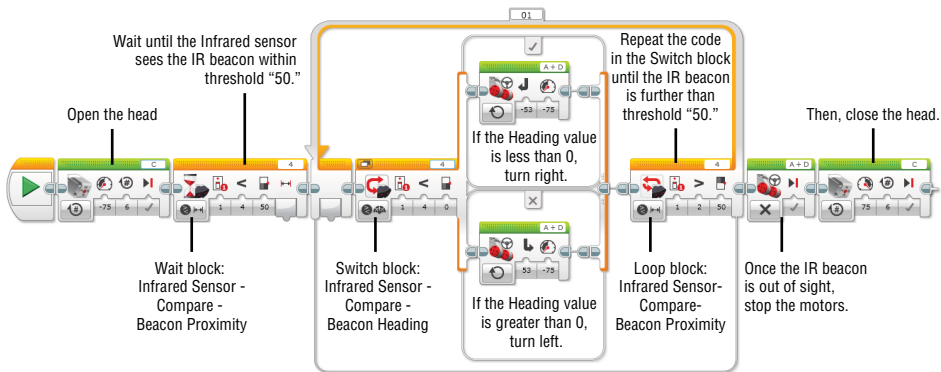 01
Wait until the Infrared sensor
sees the IR beacon within
threshold “50.”
Open the head
C
-75 6
4
1 4 50
Wait block:
Infrared Sensor -
Compare -
Beacon Proximity
4
1 4 0
Switch block:
Infrared Sensor -
Compare -
Beacon Heading
A + D
-53 -75
If the Heading value
is less than 0,
turn right.
A + D
53 -75
If the Heading value
is greater than 0,
turn left.
Repeat the code
in the Switch block
until the IR beacon
is further than
threshold “50.”
4
1 2 50
Loop block:
Infrared Sensor-
Compare-
Beacon Proximity
A + D
Once the IR beacon
is out of sight,
stop the motors.
Then, close the head.
C
75 6